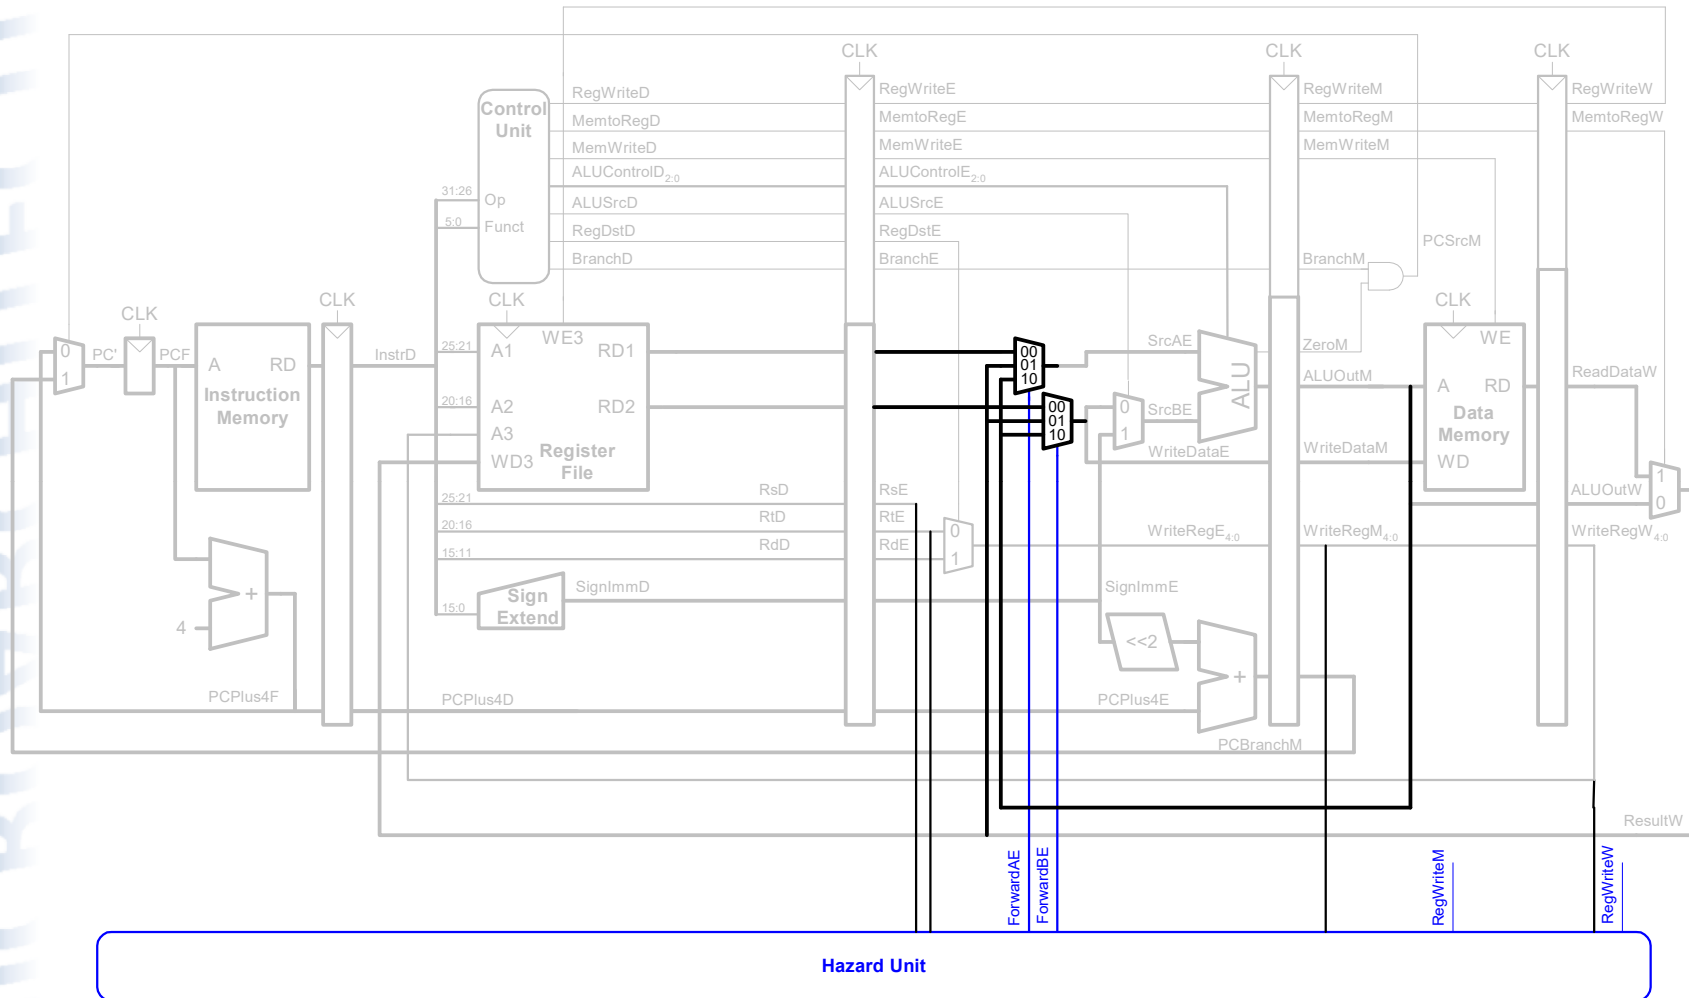 CLK
CLK
CLK
RegWriteD
RegWriteE
RegWriteM
RegWriteW
Control
Unit
MemtoRegD
MemtoRegE
MemtoRegM
MemtoRegW
MemWriteD
MemWriteE
MemWriteM
ALUControlD2:0
ALUControlE2:0
31:26
Op
ALUSrcD
ALUSrcE
5:0
Funct
RegDstD
RegDstE
PCSrcM
BranchD
BranchE
BranchM
CLK
CLK
CLK
CLK
0
1
PC'
PCF
A
RD
Instruction
Memory
InstrD
25:21
A1
WE3
RD1
20:16
A2
RD2
A3
WD3
Register
File
00
01
10
00
01
10
SrcAE
0
1
SrcBE
ALU
ZeroM
ALUOutM
WE
A
RD
Data
Memory
WD
ReadDataW
WriteDataE
WriteDataM
1
0
ALUOutW
25:21
RsD
RsE
20:16
RtD
RtE
15:11
RdD
RdE
0
1
WriteRegE4:0
WriteRegM4:0
WriteRegW4:0
+
4
15:0
Sign
Extend
SignImmD
SignImmE
<<2
+
PCPlus4F
PCPlus4D
PCPlus4E
PCBranchM
ResultW
ForwardAE
ForwardBE
RegWriteM
RegWriteW
Hazard Unit